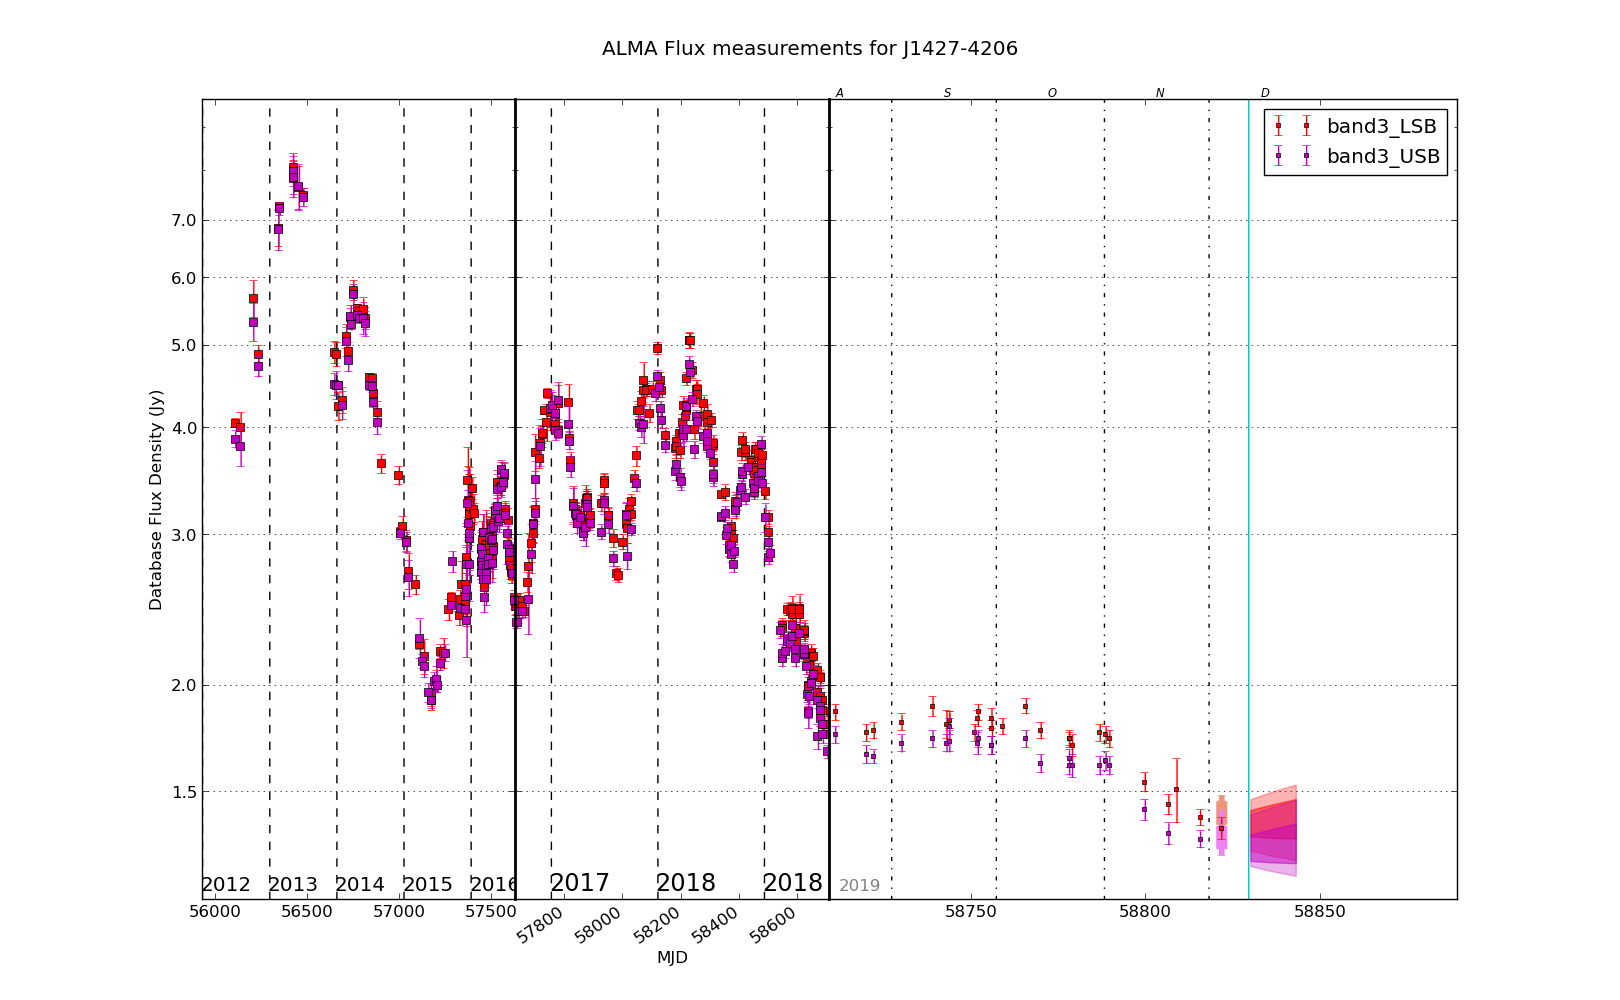 ALMA Flux measurements for J1427-4206
A S O N D
band3_LSB
band3_USB
7.0
6.0
5.0
4.0
3.0
2.0
1.5
Database Flux Density (Jy)
2012 2013 2014 2015 2016 2017 2018 2018 2019
56000 56500 57000 57500 57800 58000 58200 58400 58600 58750 58800 58850
MJD